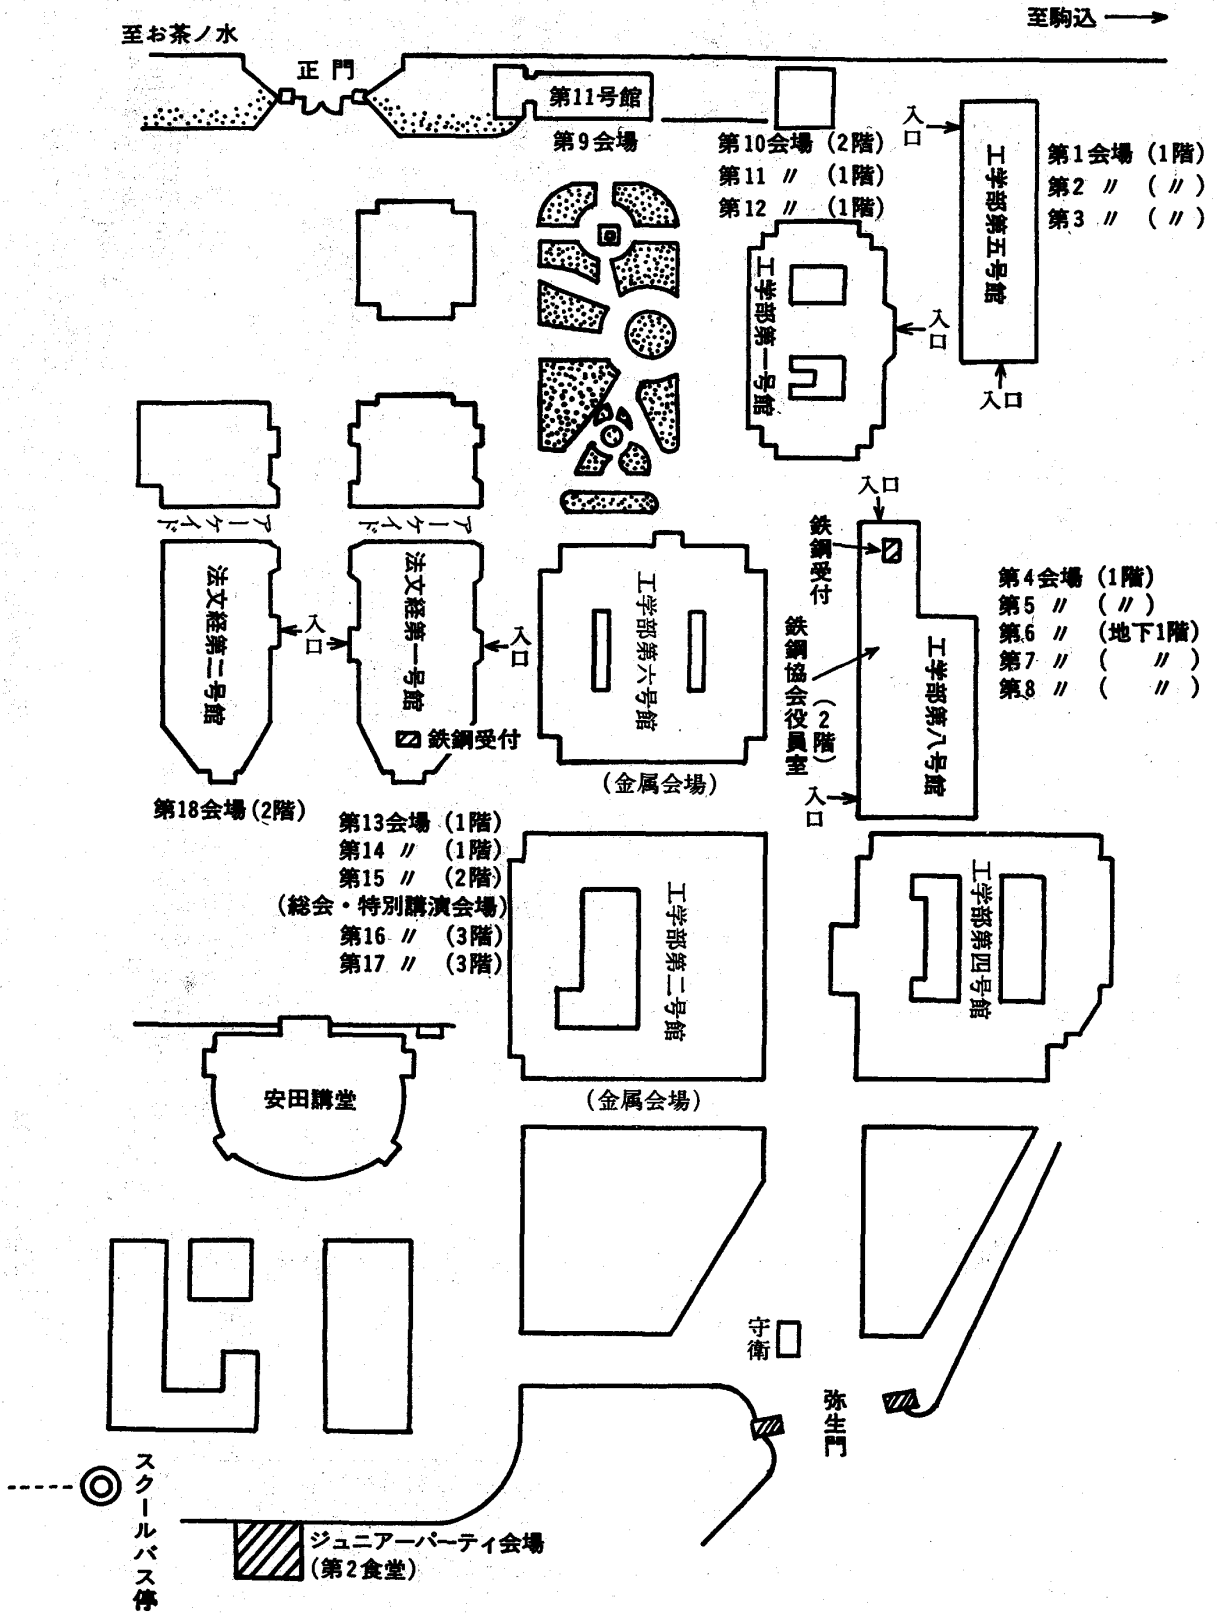 至駒込
至お茶ノ水
正門
第11号館
第9会場
第10会場(2階)
第11 〃 (1階)
第12 〃 (1階)
入口
工学部第五号館
第1会場(1階)
第2 〃 (〃)
第3 〃 (〃)
工学部第一号館
入口
入口
入口
アーケイド
アーケイド
鉄鋼受付
法文経第二号館
入口
法文経第一号館
入口
工学部第六号館
鉄鋼協会役員室(2階)
工学部第八号館
第4会場(1階)
第5 〃 (〃)
第6 〃 (地下1階)
第7 〃 ( 〃 )
第8 〃 ( 〃 )
鉄鋼受付
(金属会場)
入口
第18会場(2階)
第13会場(1階)
第14 〃 (1階)
第15 〃 (2階)
(総会・特別講演会場)
第16 〃 (3階)
第17 〃 (3階)
工学部第二号館
工学部第四号館
安田講堂
(金属会場)
守衛
弥生門
スクールバス停
ジュニアーパーティ会場
(第2食堂)